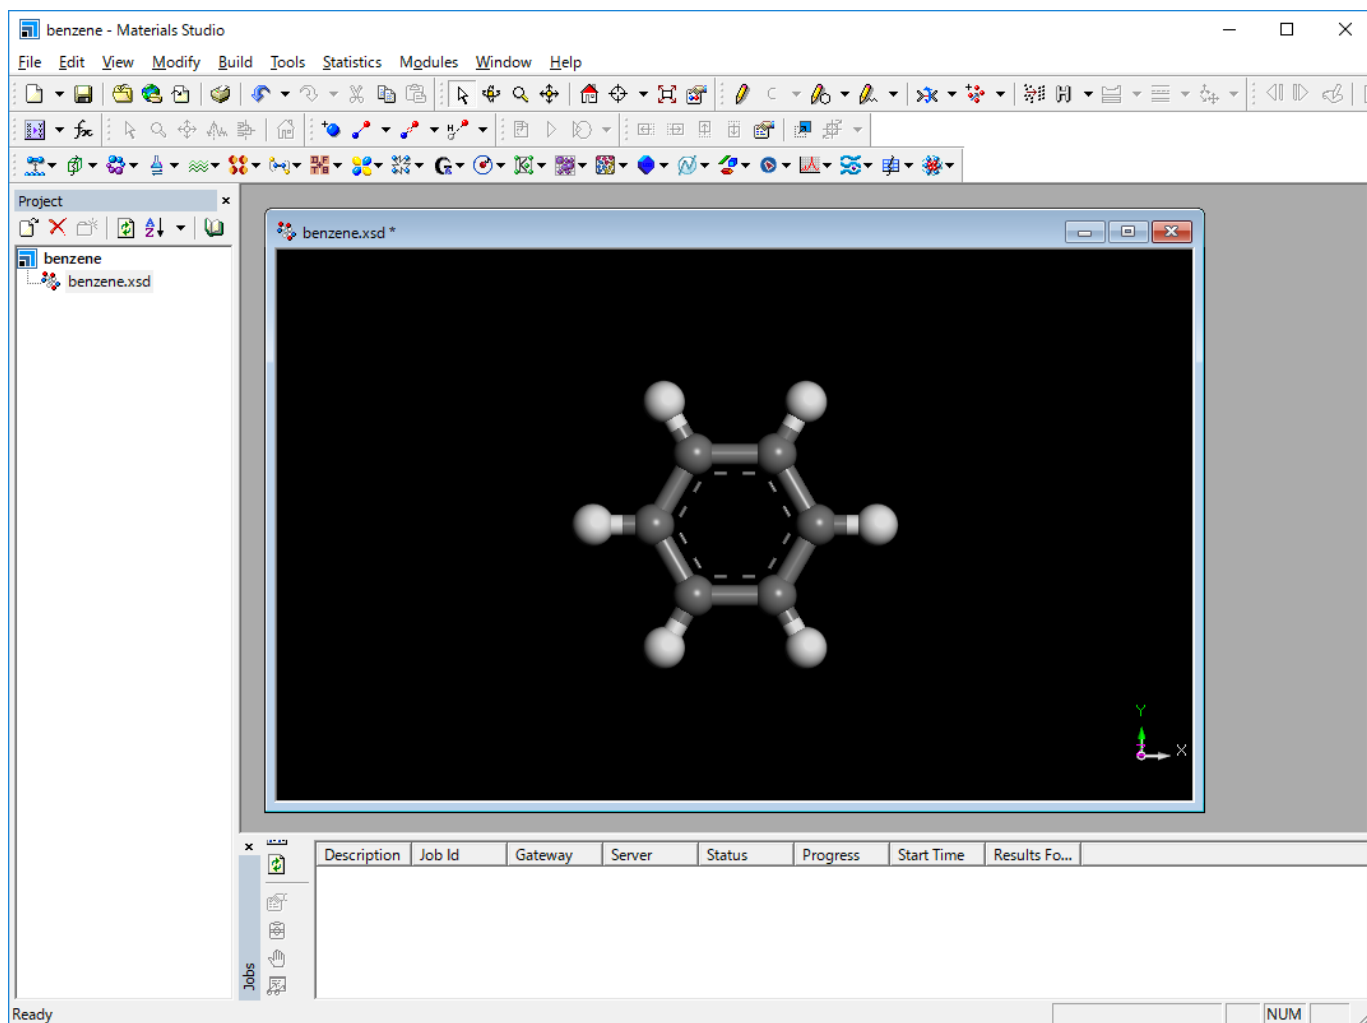 benzene - Materials Studio
File Edit View Modify Build Tools Statistics Modules Window Help
Project
benzene
benzene.xsd
benzene.xsd *
Y
X
Jobs
Description Job Id Gateway Server Status Progress Start Time Results Fo...
Ready
NUM